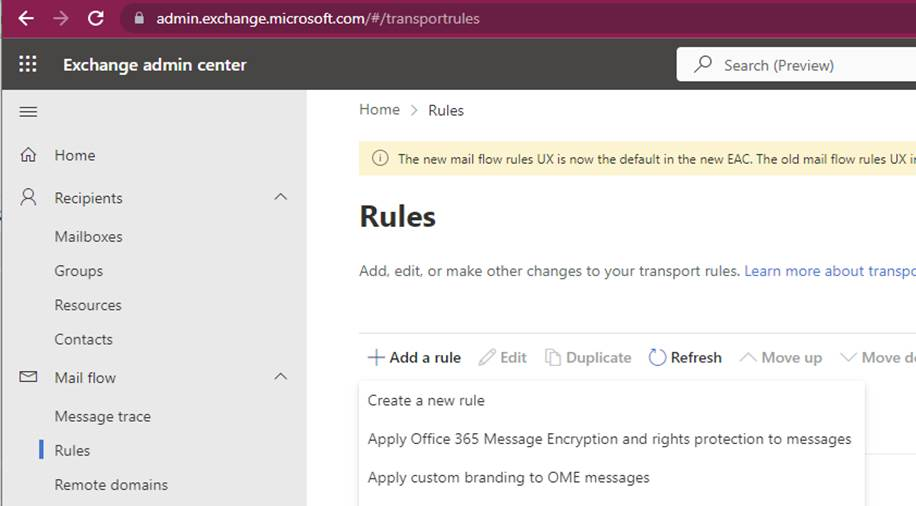 admin.exchange.microsoft.com/#/transportrules
Exchange admin center
Search (Preview)
Home > Rules
Home
The new mail flow rules UX is now the default in the new EAC. The old mail flow rules UX
Recipients
Rules
Mailboxes
Groups
Add, edit, or make other changes to your transport rules. Learn more about
Resources
Contacts
Add a rule Edit Duplicate Refresh Move up Move
Mail flow
Create a new rule
Message trace
Apply Office 365 Message Encryption and rights protection to messages
Rules
Apply custom branding to OME messages
Remote domains